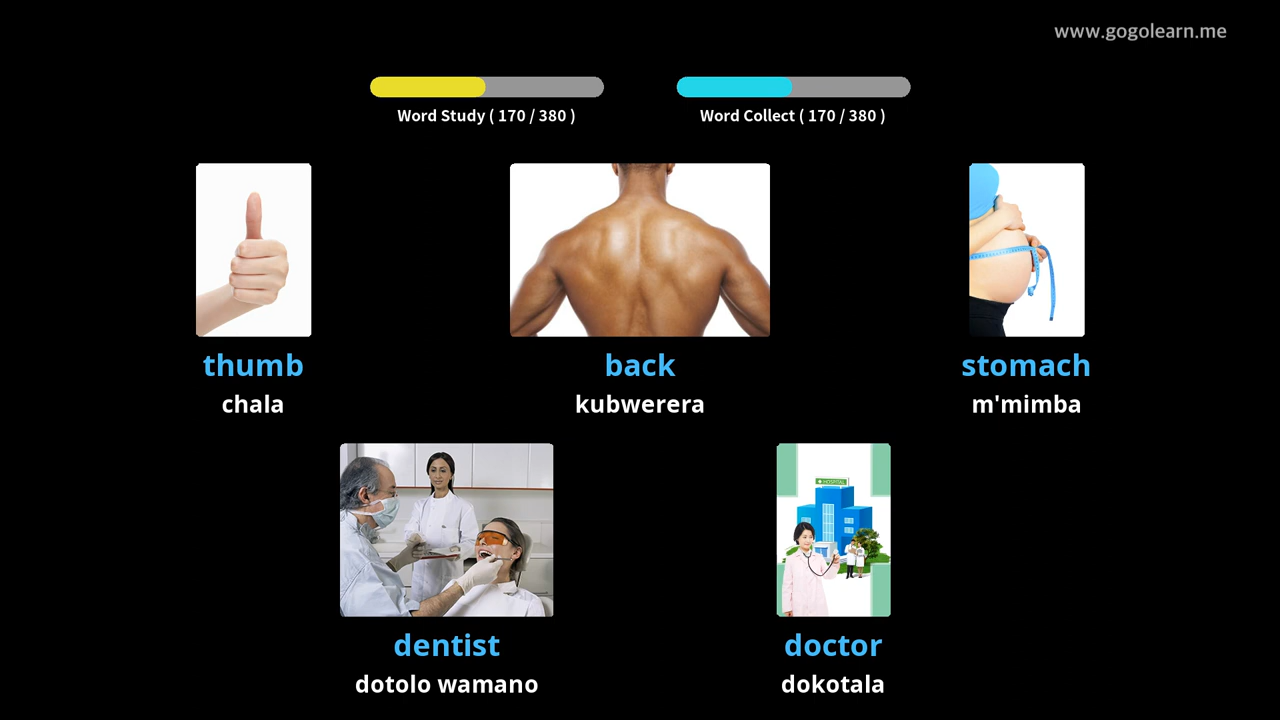 www.gogolearn.me
Word Study ( 170 / 380 )
Word Collect ( 170 / 380 )
thumb
chala
back
kubwerera
stomach
m'mimba
HOSPITAL
dentist
dotolo wamano
doctor
dokotala